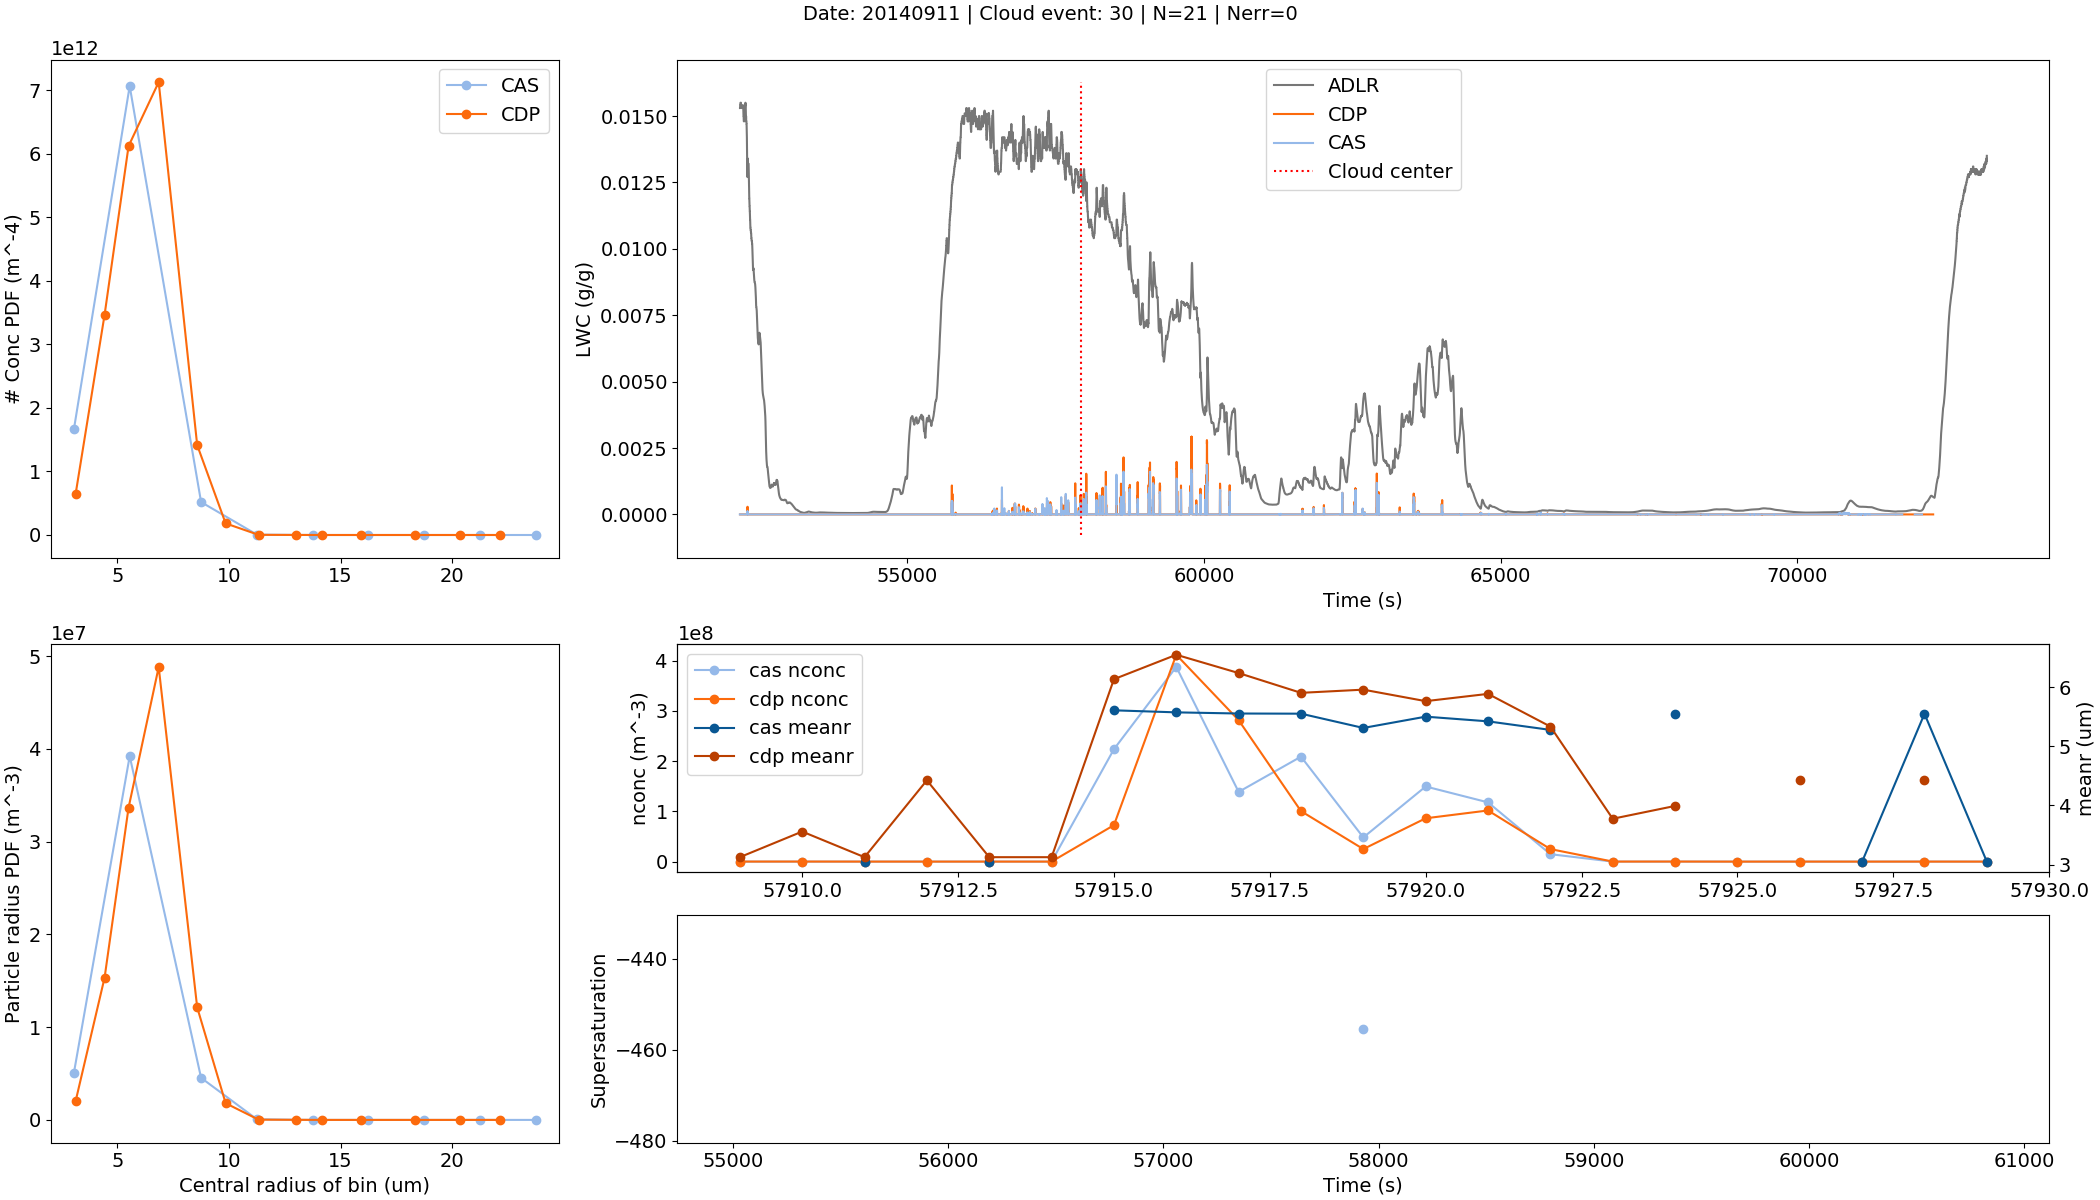 Date: 20140911 | Cloud event: 30 | N=21 | Nerr=0
1e12
# Conc PDF (m^-4)
7
6
5
4
3
2
1
0
5 10 15 20
CAS
CDP
LWC (g/g)
0.0150
0.0125
0.0100
0.0075
0.0050
0.0025
0.0000
55000 60000 65000 70000
Time (s)
ADLR
CDP
CAS
Cloud center
1e7
Particle radius PDF (m^-3)
5
4
3
2
1
0
5 10 15 20
Central radius of bin (um)
1e8
nconc (m^-3)
4
3
2
1
0
cas nconc
cdp nconc
cas meanr
cdp meanr
6
5
4
3
meanr (um)
57910.0 57912.5 57915.0 57917.5 57920.0 57922.5 57925.0 57927.5 57930.0
Supersaturation
−440
−460
−480
55000 56000 57000 58000 59000 60000 61000
Time (s)